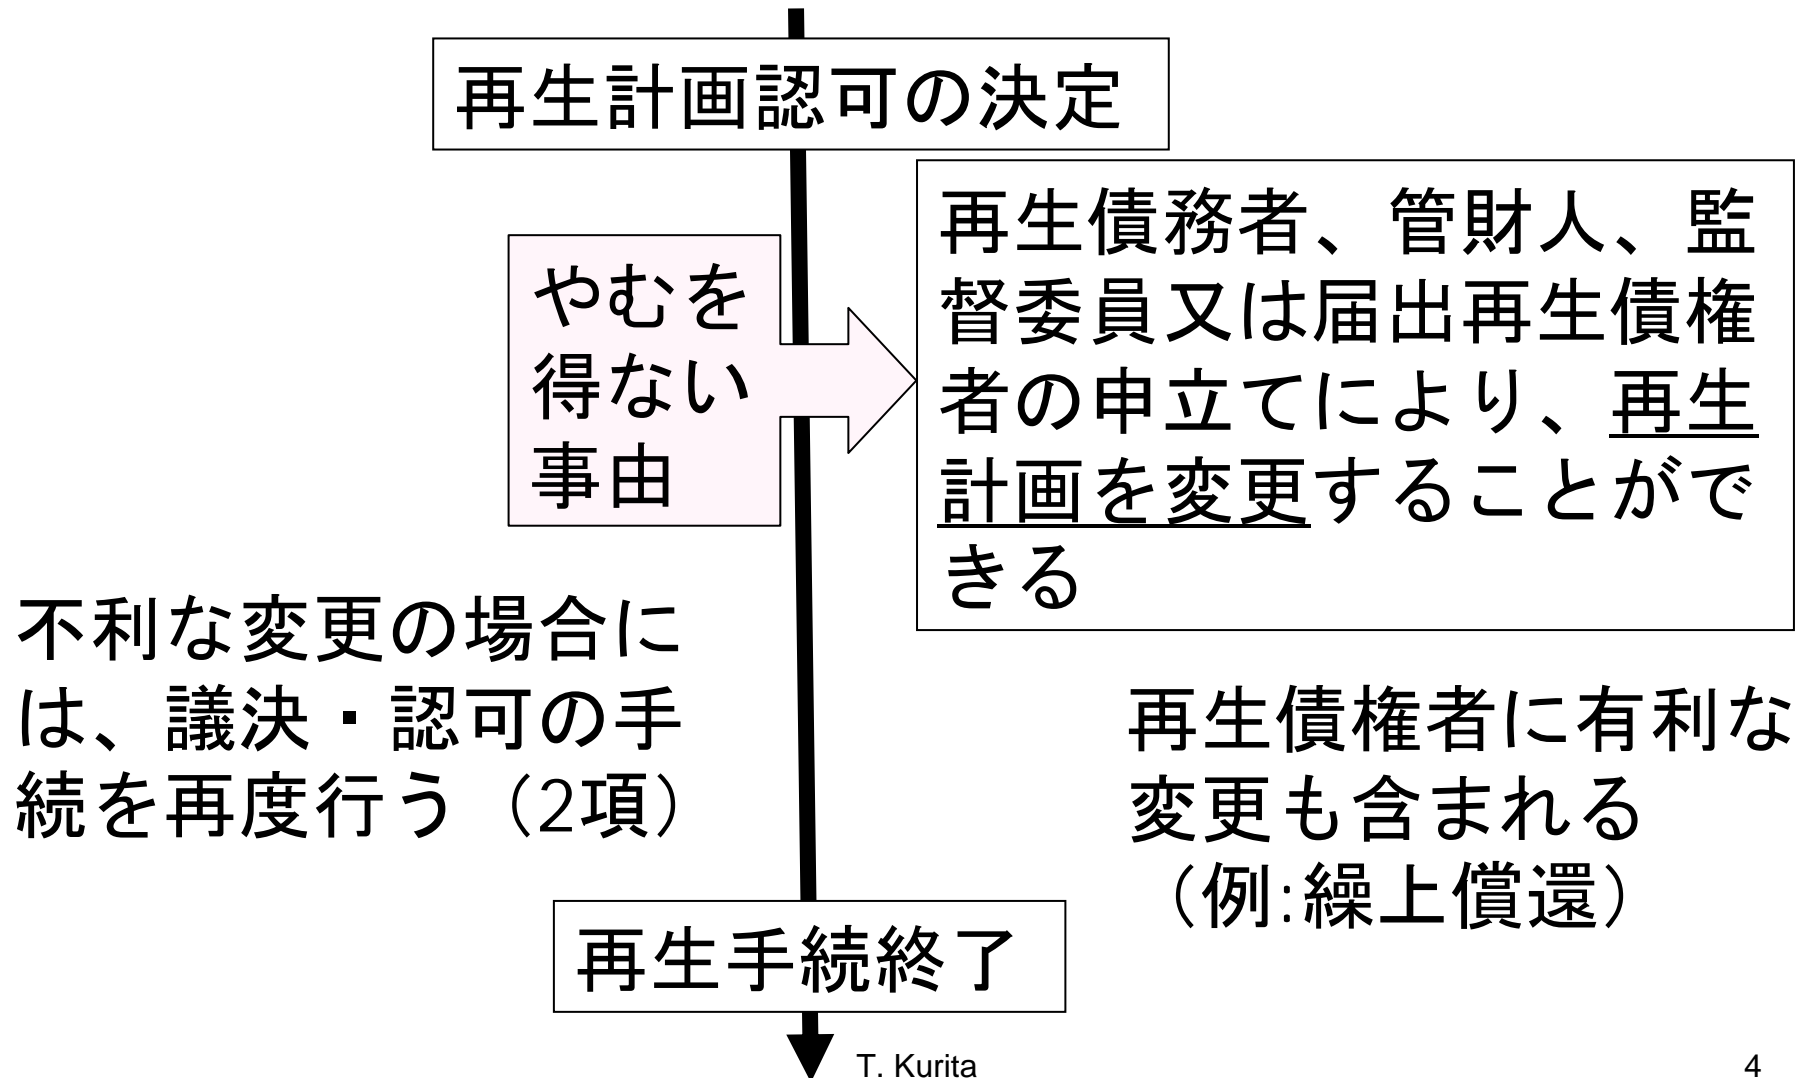 再生計画認可の決定
やむを
得ない
事由
再生債務者、管財人、監
督委員又は届出再生債権
者の申立てにより、再生
計画を変更することがで
きる
不利な変更の場合に
は、議決・認可の手
続を再度行う（2項）
再生債権者に有利な
変更も含まれる
（例:繰上償還）
再生手続終了
T. Kurita
4